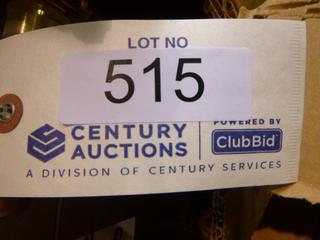 LOT NO
515
CENTURY
AUCTIONS
POWERED BY
ClubBid
A DIVISION OF CENTURY SERVICES